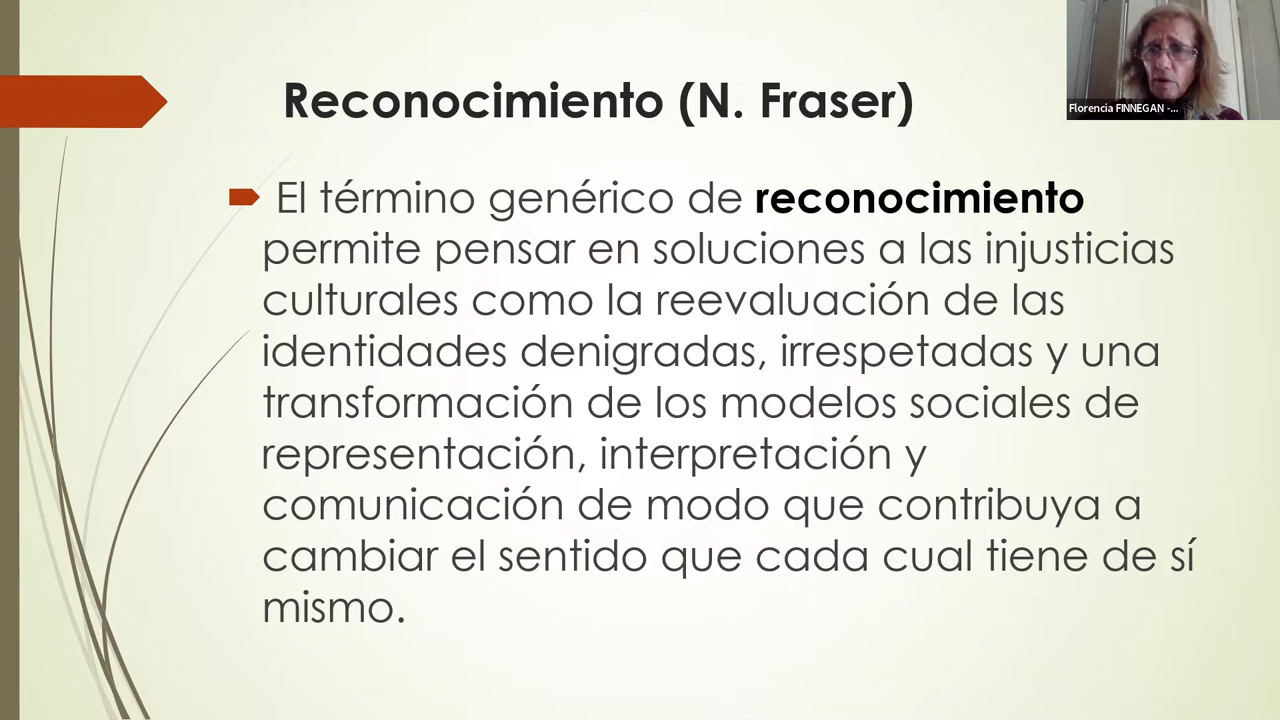 Reconocimiento (N. Fraser)
El término genérico de reconocimiento
permite pensar en soluciones a las injusticias
culturales como la reevaluación de las
identidades denigradas, irrespetadas y una
transformación de los modelos sociales de
representación, interpretación y
comunicación de modo que contribuya a
cambiar el sentido que cada cual tiene de sí
mismo.
Florencia FINNEGAN -...